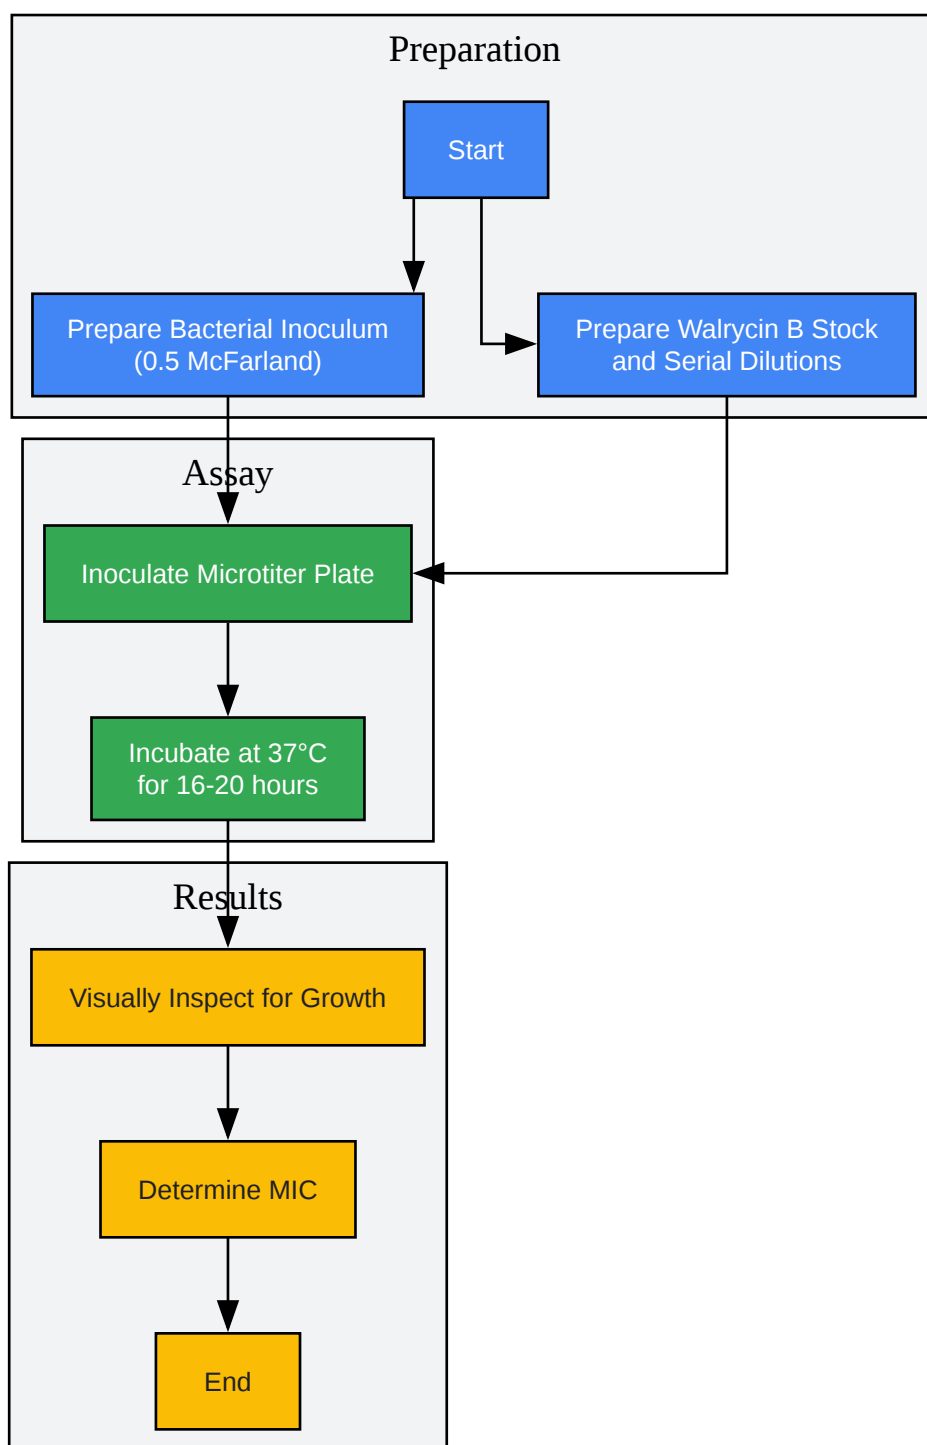 Preparation
Start
Prepare Bacterial Inoculum
(0.5 McFarland)
Prepare Walrycin B Stock
and Serial Dilutions
Assay
Inoculate Microtiter Plate
Incubate at 37°C
for 16-20 hours
Results
Visually Inspect for Growth
Determine MIC
End